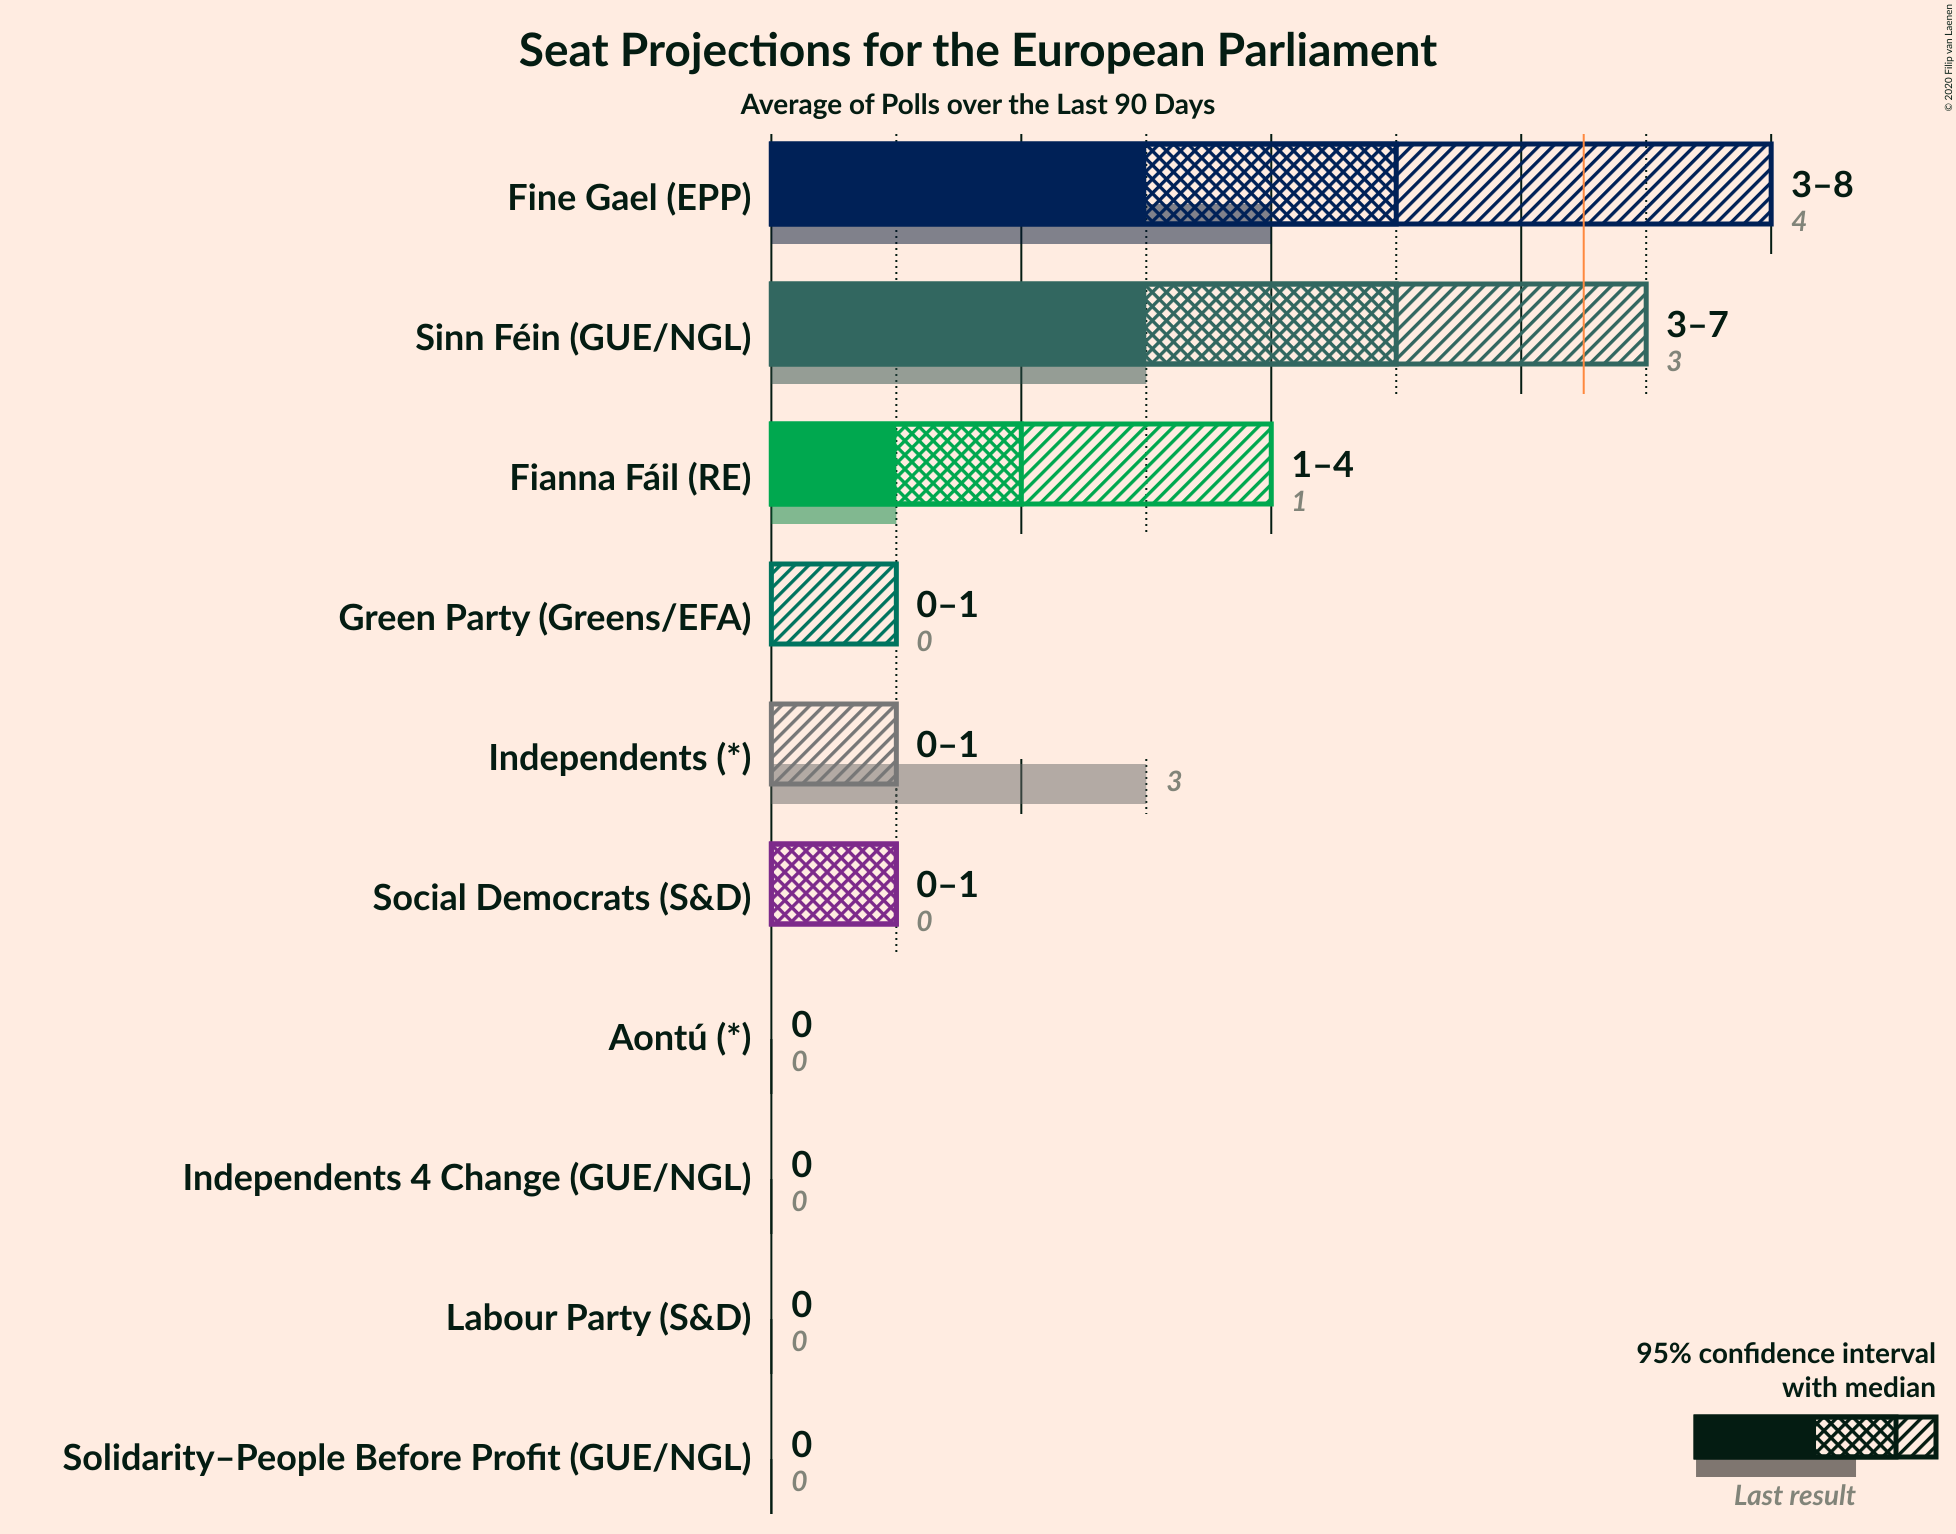 Seat Projections for the European Parliament
Average of Polls over the Last 90 Days
© 2020 Filip van Laenen
Fine Gael (EPP)
3–8
4
Sinn Féin (GUE/NGL)
3–7
3
Fianna Fáil (RE)
1–4
1
Green Party (Greens/EFA)
0–1
0
Independents (*)
0–1
3
Social Democrats (S&D)
0–1
0
Aontú (*)
0
0
Independents 4 Change (GUE/NGL)
0
0
Labour Party (S&D)
0
0
Solidarity–People Before Profit (GUE/NGL)
0
0
95% confidence interval
with median
Last result